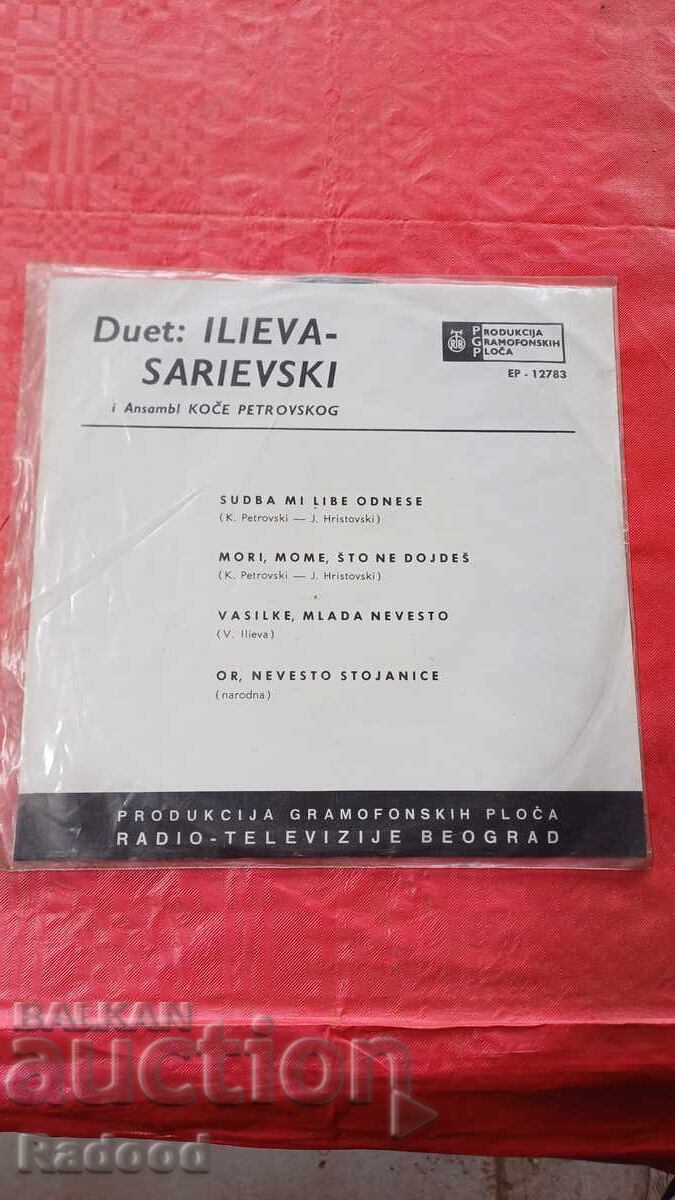 Duet: ILIEVA-
SARIEVSKI
i Ansambl KOČE PETROVSKOG
RTB
PRODUKCIJA
GRAMOFONSKIH
PLOČA
EP - 12783
SUDBA MI LIBE ODNESE
(K. Petrovski — J. Hristovski)
MORI, MOME, ŠTO NE DOJDEŠ
(K. Petrovski — J. Hristovski)
VASILKE, MLADA NEVESTO
(V. Ilieva)
OR, NEVESTO STOJANICE
(narodna)
PRODUKCIJA GRAMOFONSKIH PLOČA
RADIO-TELEVIZIJE BEOGRAD
BALKAN
auction
Radood